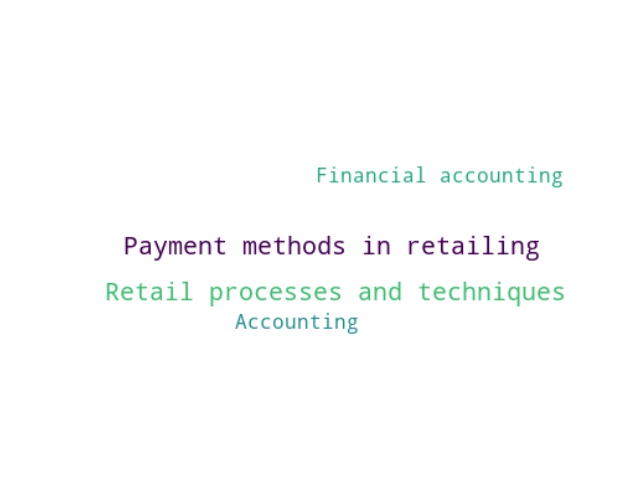 Financial accounting
Payment methods in retailing
Retail processes and techniques
Accounting